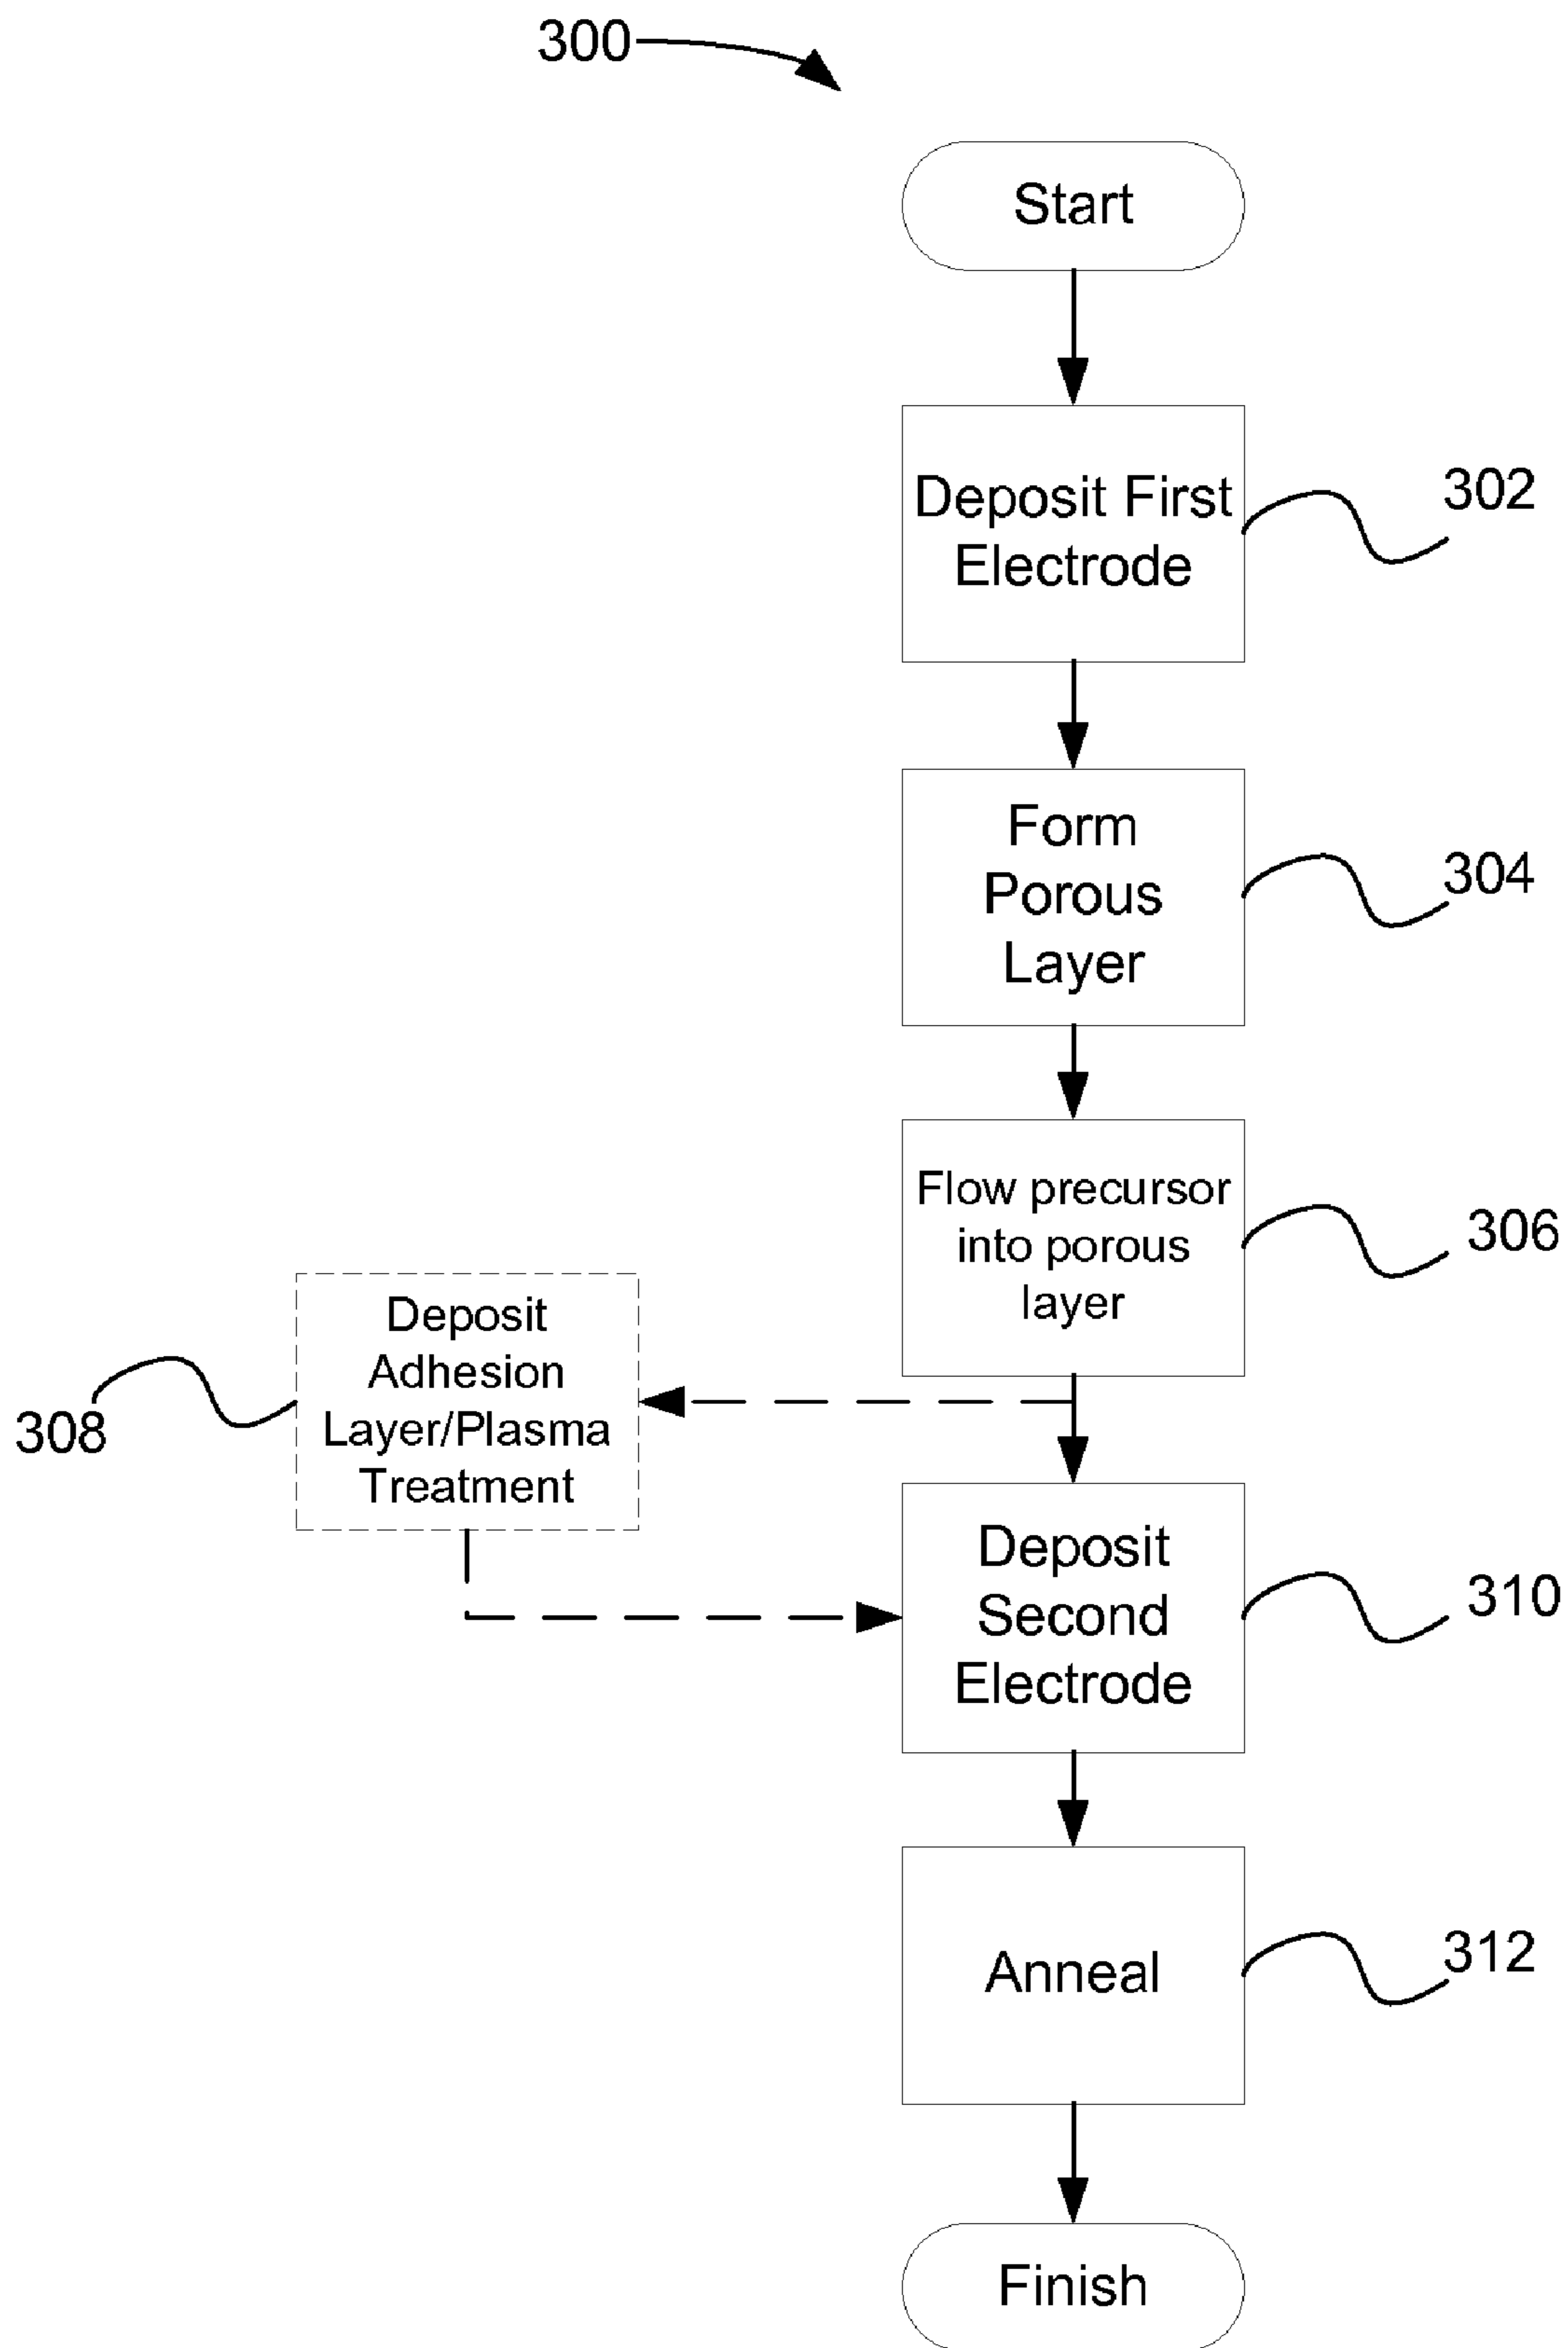 300
Start
Deposit First
Electrode
302
Form
Porous
Layer
304
Flow precursor
into porous
layer
306
Deposit
Adhesion
Layer/Plasma
Treatment
308
Deposit
Second
Electrode
310
Anneal
312
Finish